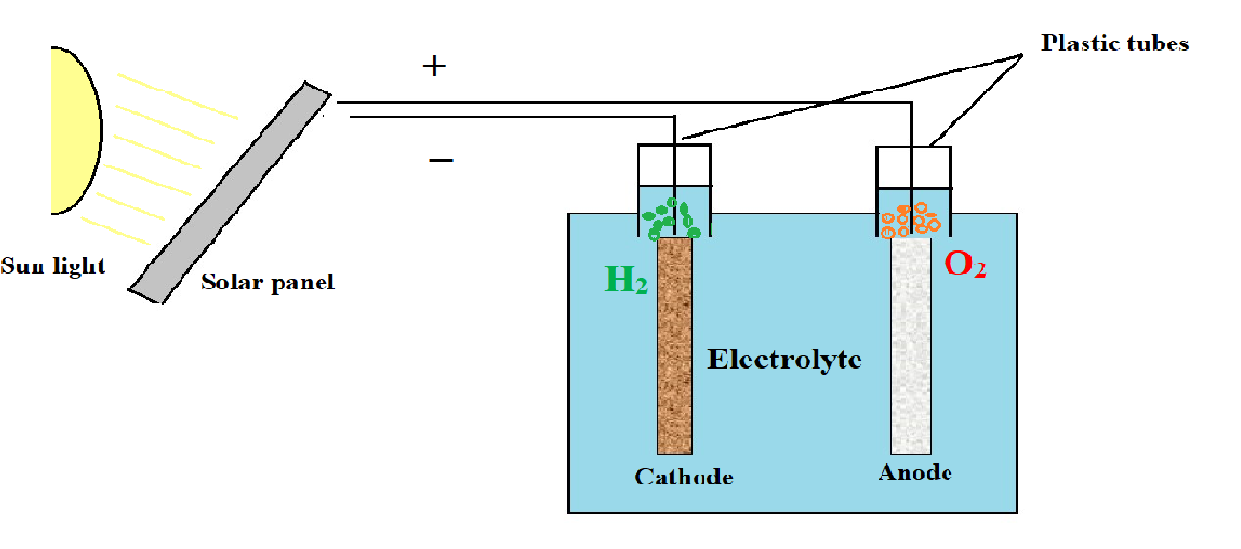 Plastic tubes
+
−
Sun light
Solar panel
H₂
O₂
Electrolyte
Cathode
Anode